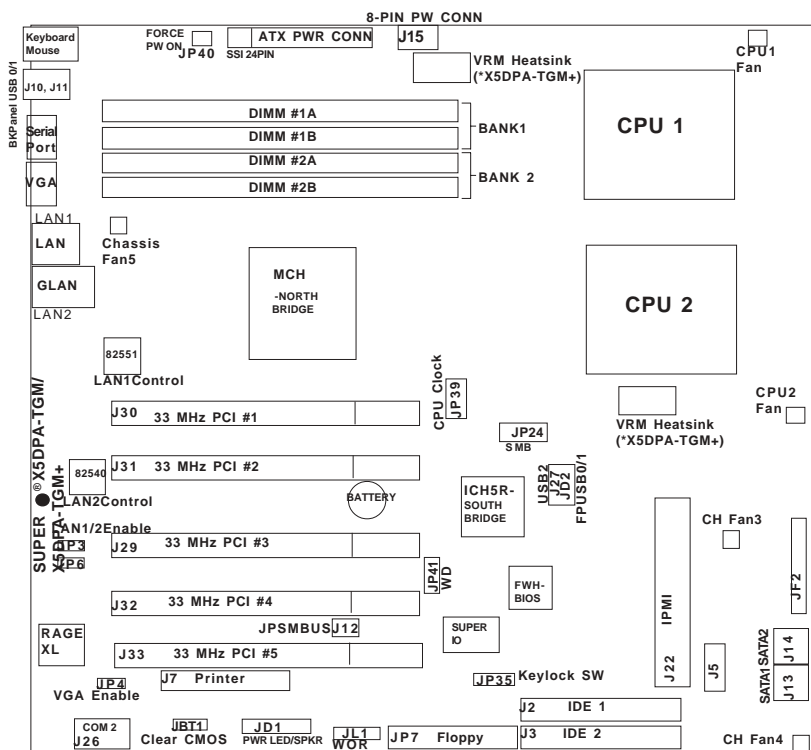 8-PIN PW CONN
Keyboard
Mouse
FORCE
PW ON
JP40
ATX PWR CONN
SSI 24PIN
J15
VRM Heatsink
(*X5DPA-TGM+)
CPU1
Fan
BKPanel USB 0/1
J10, J11
DIMM #1A
DIMM #1B
BANK1
DIMM #2A
DIMM #2B
BANK 2
CPU 1
Serial
Port
VGA
LAN1
LAN
Chassis
Fan5
GLAN
LAN2
MCH
-NORTH
BRIDGE
CPU 2
82551
LAN1Control
CPU Clock
JP39
J30 33 MHz PCI #1
JP24
SMB
VRM Heatsink
(*X5DPA-TGM+)
CPU2
Fan
SUPER ●® X5DPA-TGM/
X5DPA-TGM+
82540
LAN2Control
J31 33 MHz PCI #2
BATTERY
ICH5R-
SOUTH
BRIDGE
USB2
J27
JD2
FPUSB0/1
AN1/2Enable
JP3
JP6
J29 33 MHz PCI #3
JP41
WD
CH Fan3
FWH-
BIOS
IPMI
J22
JF2
J32 33 MHz PCI #4
RAGE
XL
JPSMBUS J12
SUPER
IO
J33 33 MHz PCI #5
J5
SATA1 SATA2
J14
J13
JP4
VGA Enable
J7 Printer
JP35 Keylock SW
J2 IDE 1
COM 2
J26
JBT1
Clear CMOS
JD1
PWR LED/SPKR
JL1
WOR
JP7 Floppy
J3 IDE 2
CH Fan4